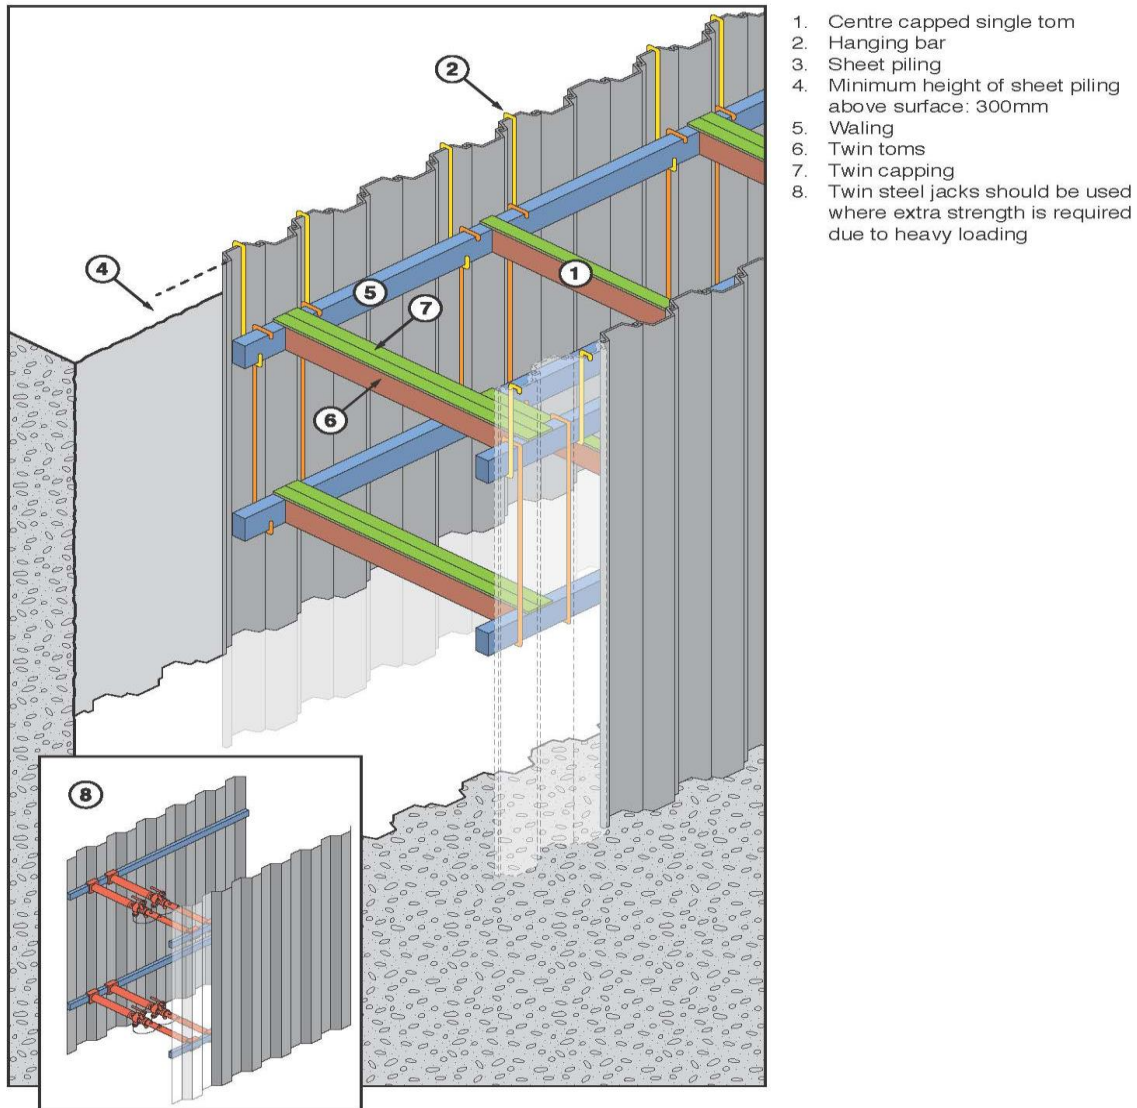 1. Centre capped single tom
2. Hanging bar
3. Sheet piling
4. Minimum height of sheet piling
above surface: 300mm
5. Waling
6. Twin toms
7. Twin capping
8. Twin steel jacks should be used
where extra strength is required
due to heavy loading
2
4
1
5
7
6
8